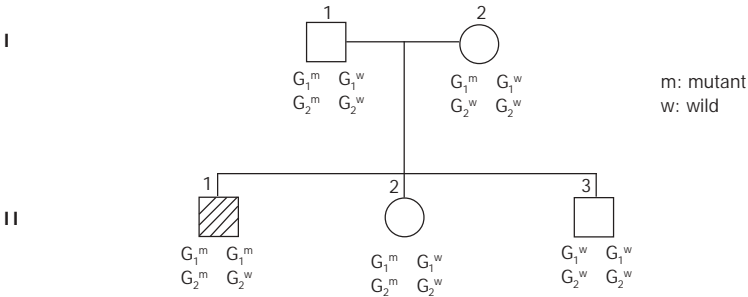 1 2
I
G₁ᵐ G₁ʷ G₁ᵐ G₁ʷ
G₂ᵐ G₂ʷ G₂ʷ G₂ʷ
m: mutant
w: wild
1 2 3
II
G₁ᵐ G₁ᵐ G₁ᵐ G₁ʷ G₁ʷ G₁ʷ
G₂ᵐ G₂ʷ G₂ᵐ G₂ʷ G₂ʷ G₂ʷ